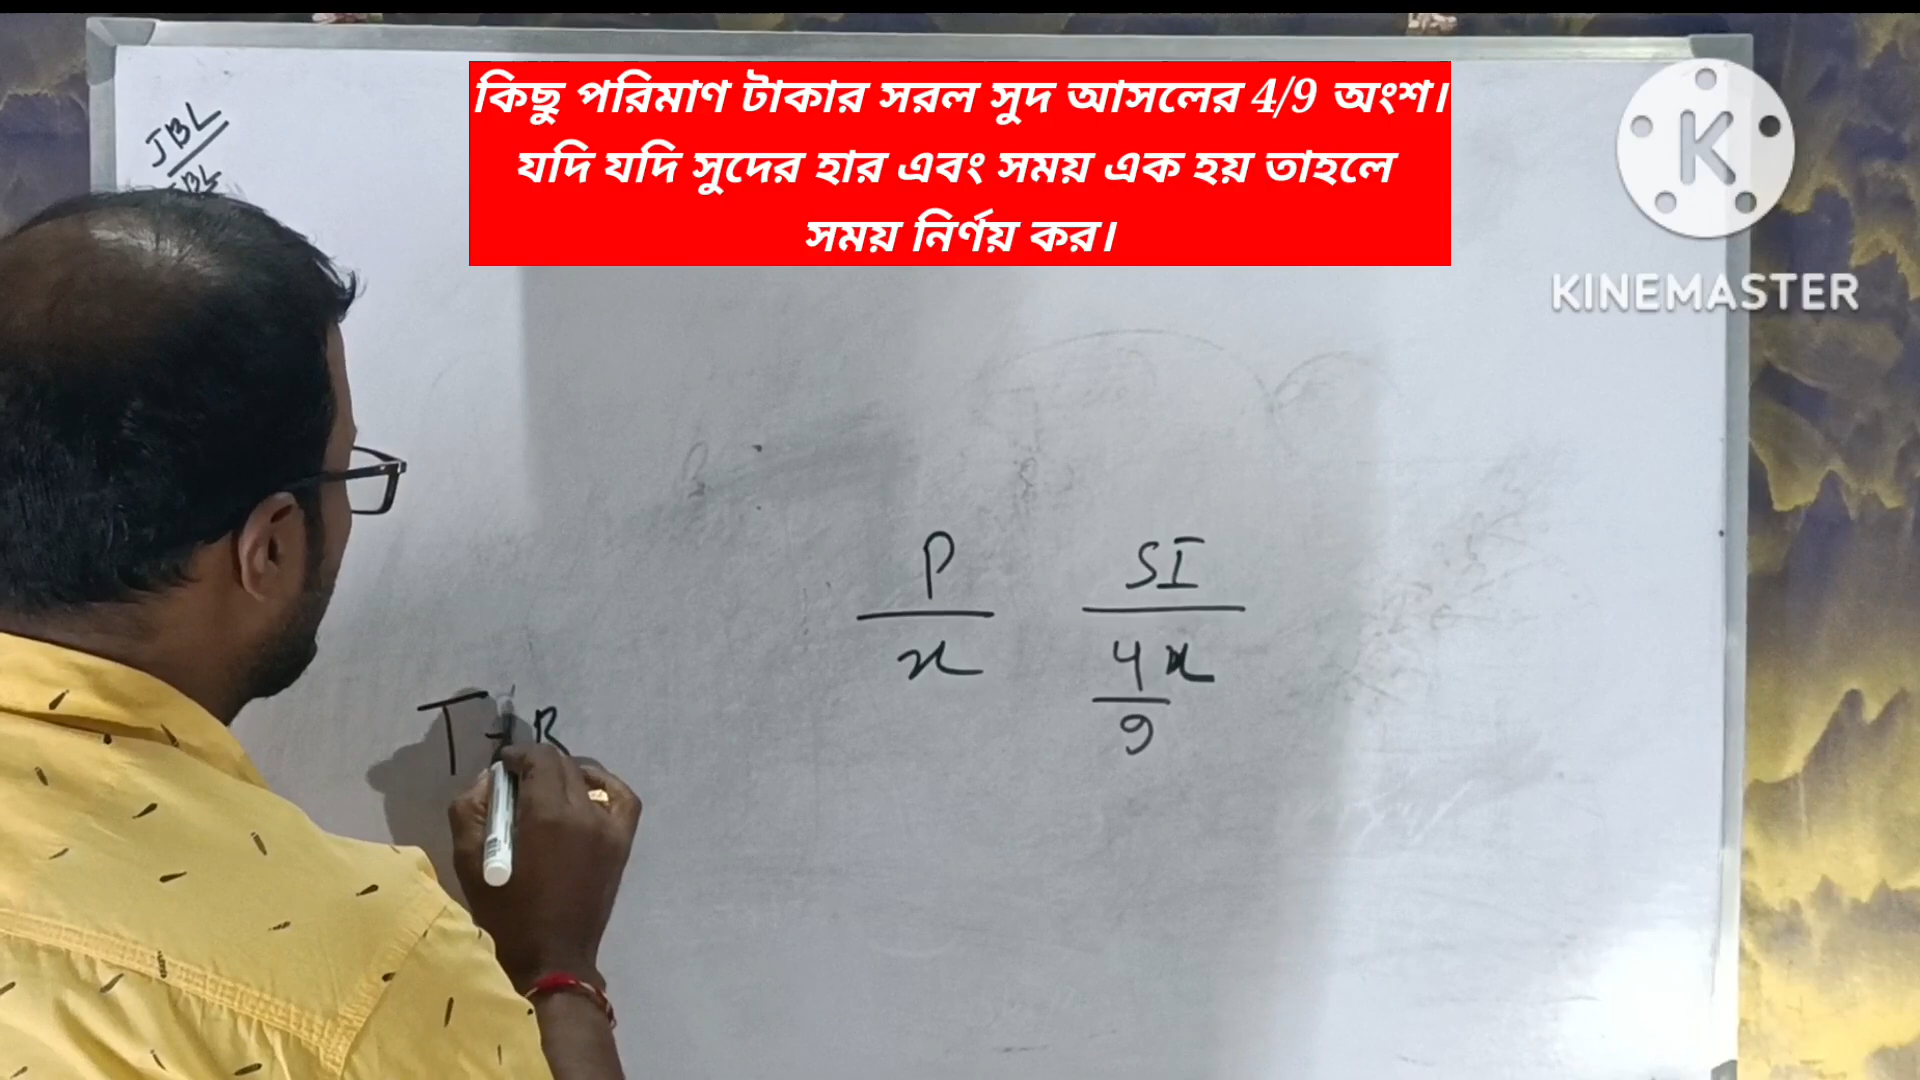 কিছু পরিমাণ টাকার সরল সুদ আসলের 4/9 অংশ।
যদি যদি সুদের হার এবং সময় এক হয় তাহলে
সময় নির্ণয় কর।
K
KINEMASTER
JBL
JBL
P SI
x 4x
9
T = R